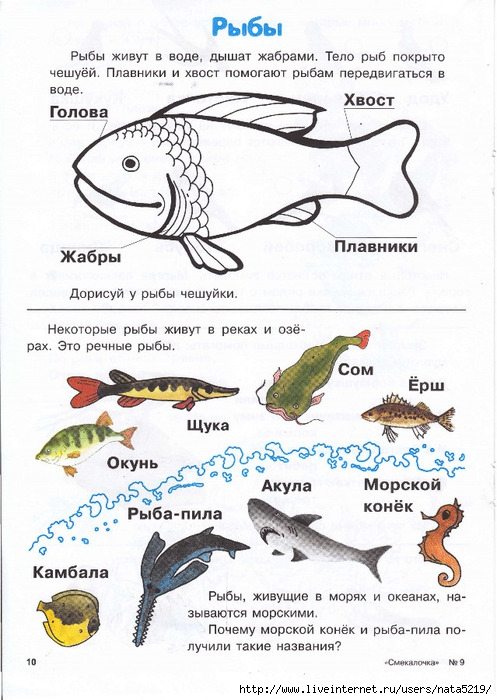 Рыбы
Рыбы живут в воде, дышат жабрами. Тело рыб покрыто
чешуёй. Плавники и хвост помогают рыбам передвигаться в
воде.
Голова
Хвост
Жабры
Плавники
Дорисуй у рыбы чешуйки.
Некоторые рыбы живут в реках и озё-
рах. Это речные рыбы.
Сом
Ёрш
Щука
Окунь
Акула
Морской
конёк
Рыба-пила
Камбала
Рыбы, живущие в морях и океанах, на-
зываются морскими.
Почему морской конёк и рыба-пила по-
лучили такие названия?
10
«Смекалочка» № 9
http://www.liveinternet.ru/users/nata5219/